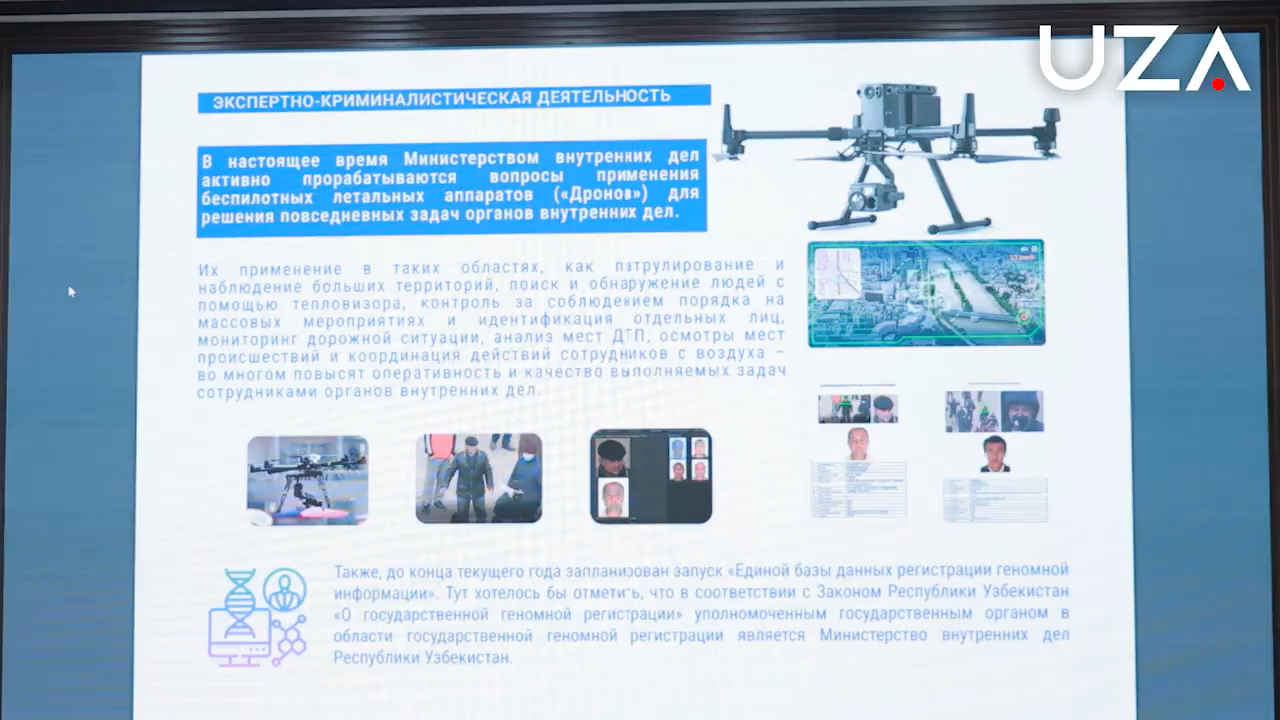 UZA
ЭКСПЕРТНО-КРИМИНАЛИСТИЧЕСКАЯ ДЕЯТЕЛЬНОСТЬ
В настоящее время Министерством внутренних дел
активно прорабатываются вопросы применения
беспилотных летальных аппаратов («Дронов») для
решения повседневных задач органов внутренних дел.
Их применение в таких областях, как патрулирование и
наблюдение больших территорий, поиск и обнаружение людей с
помощью тепловизора, контроль за соблюдением порядка на
массовых мероприятиях и идентификация отдельных лиц,
мониторинг дорожной ситуации, анализ мест ДТП, осмотры мест
происшествий и координация действий сотрудников с воздуха –
во многом повысят оперативность и качество выполняемых задач
сотрудниками органов внутренних дел.
Также, до конца текущего года запланирован запуск «Единой базы данных регистрации геномной
информации». Тут хотелось бы отметить, что в соответствии с Законом Республики Узбекистан
«О государственной геномной регистрации» уполномоченным государственным органом в
области государственной геномной регистрации является Министерство внутренних дел
Республики Узбекистан.